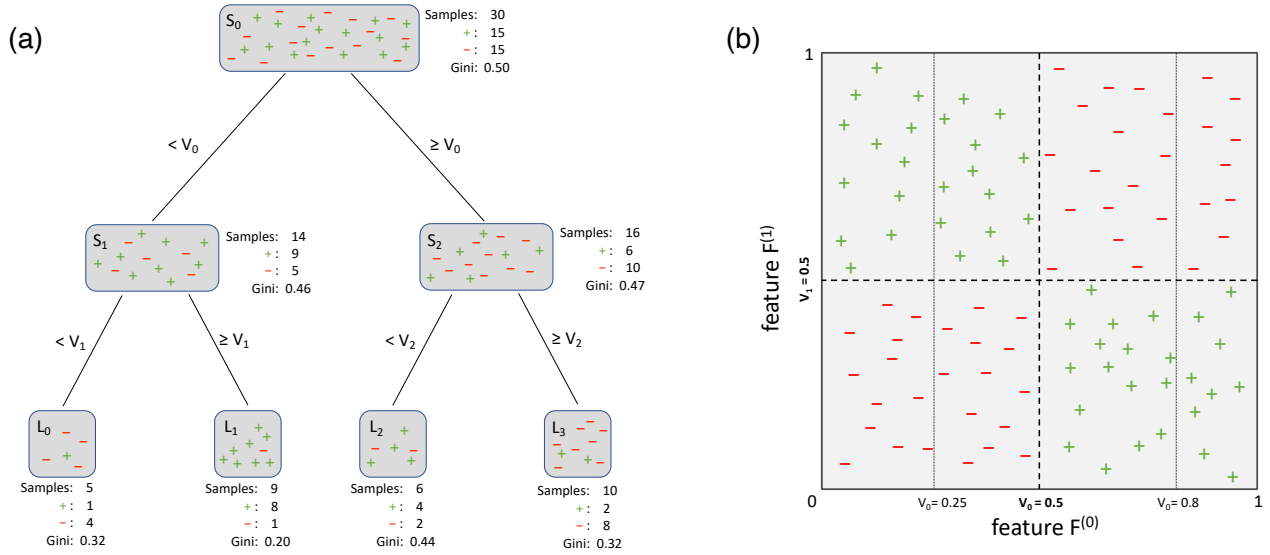 (a)
S0
Samples: 30
+: 15
−: 15
Gini: 0.50
< V0
≥ V0
S1
Samples: 14
+: 9
−: 5
Gini: 0.46
S2
Samples: 16
+: 6
−: 10
Gini: 0.47
< V1
≥ V1
< V2
≥ V2
L0
Samples: 5
+: 1
−: 4
Gini: 0.32
L1
Samples: 9
+: 8
−: 1
Gini: 0.20
L2
Samples: 6
+: 4
−: 2
Gini: 0.44
L3
Samples: 10
+: 2
−: 8
Gini: 0.32
(b)
1
feature F(1)
V1 = 0.5
0
V0= 0.25
V0= 0.5
V0= 0.8
1
feature F(0)